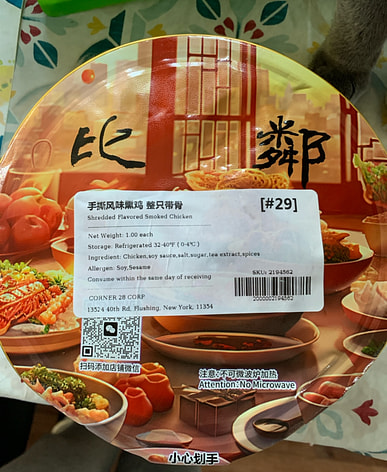 比鄰
手撕风味熏鸡 整只带骨
[#29]
Shredded Flavored Smoked Chicken
Net Weight: 1.00 each
Storage: Refrigerated 32-40℉ ( 0-4℃ )
Ingredient: Chicken,soy sauce,salt,sugar,tea extract,spices
Allergen: Soy,Sesame
Consume within the same day of receiving
SKU: 2194562
2000002194562
CORNER 28 CORP
13524 40th Rd, Flushing, New York, 11354
扫码添加店铺微信
注意:不可微波炉加热
Attention: No Microwave
小心划手